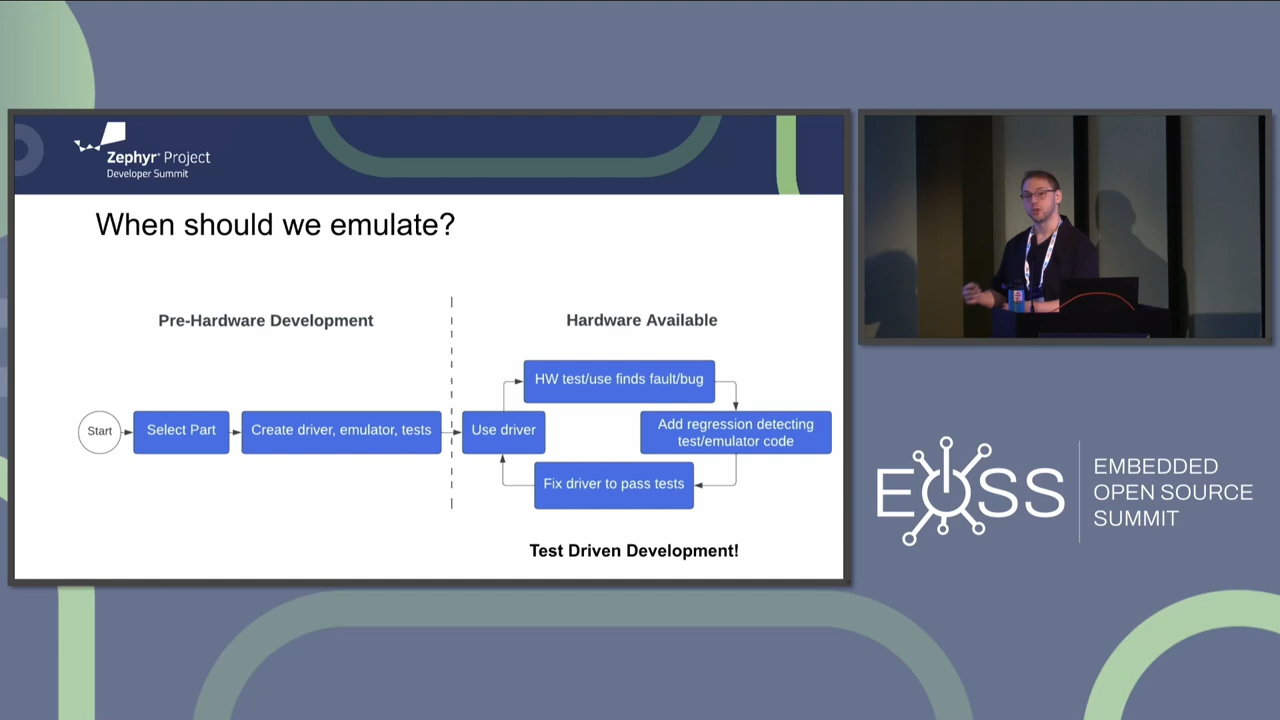 Zephyr® Project
Developer Summit
When should we emulate?
Pre-Hardware Development
Hardware Available
Start
Select Part
Create driver, emulator, tests
Use driver
HW test/use finds fault/bug
Add regression detecting
test/emulator code
Fix driver to pass tests
Test Driven Development!
EOSS
EMBEDDED
OPEN SOURCE
SUMMIT